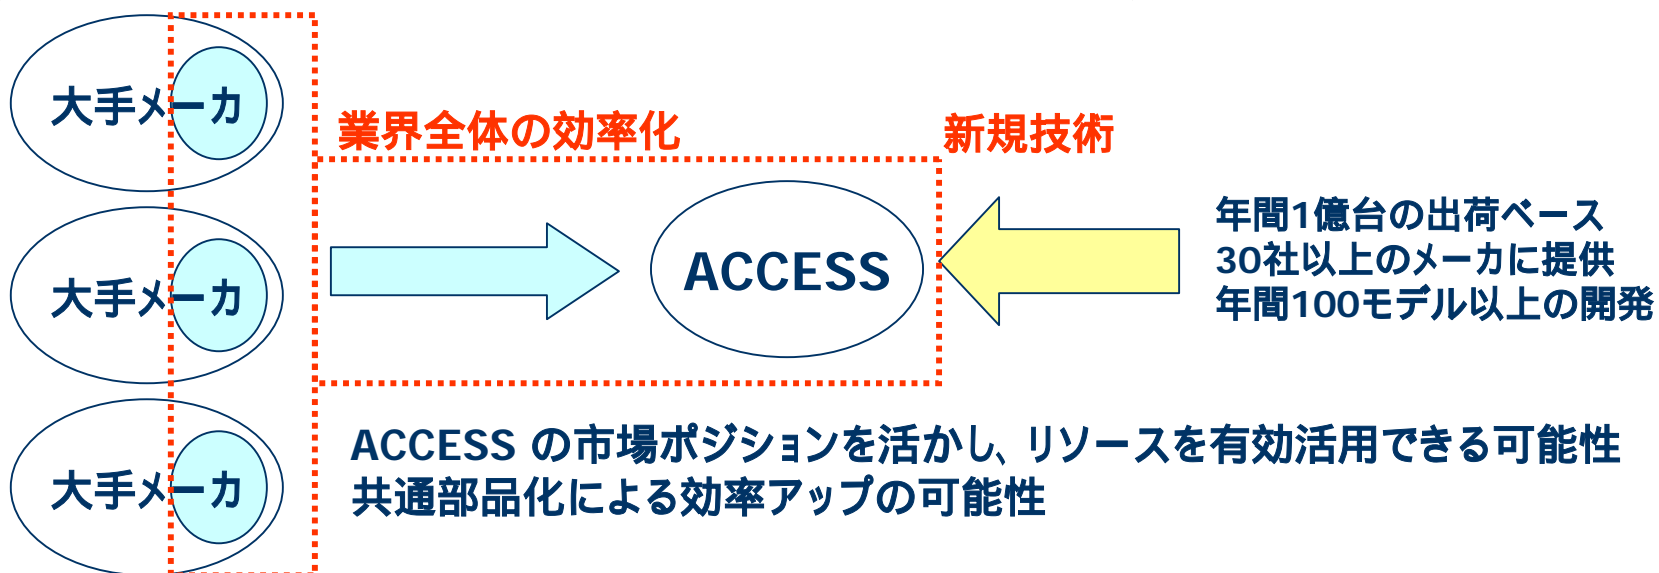 大手メーカ
業界全体の効率化
新規技術
年間1億台の出荷ベース
30社以上のメーカに提供
年間100モデル以上の開発
ACCESS
大手メーカ
ACCESS の市場ポジションを活かし、リソースを有効活用できる可能性
共通部品化による効率アップの可能性
大手メーカ